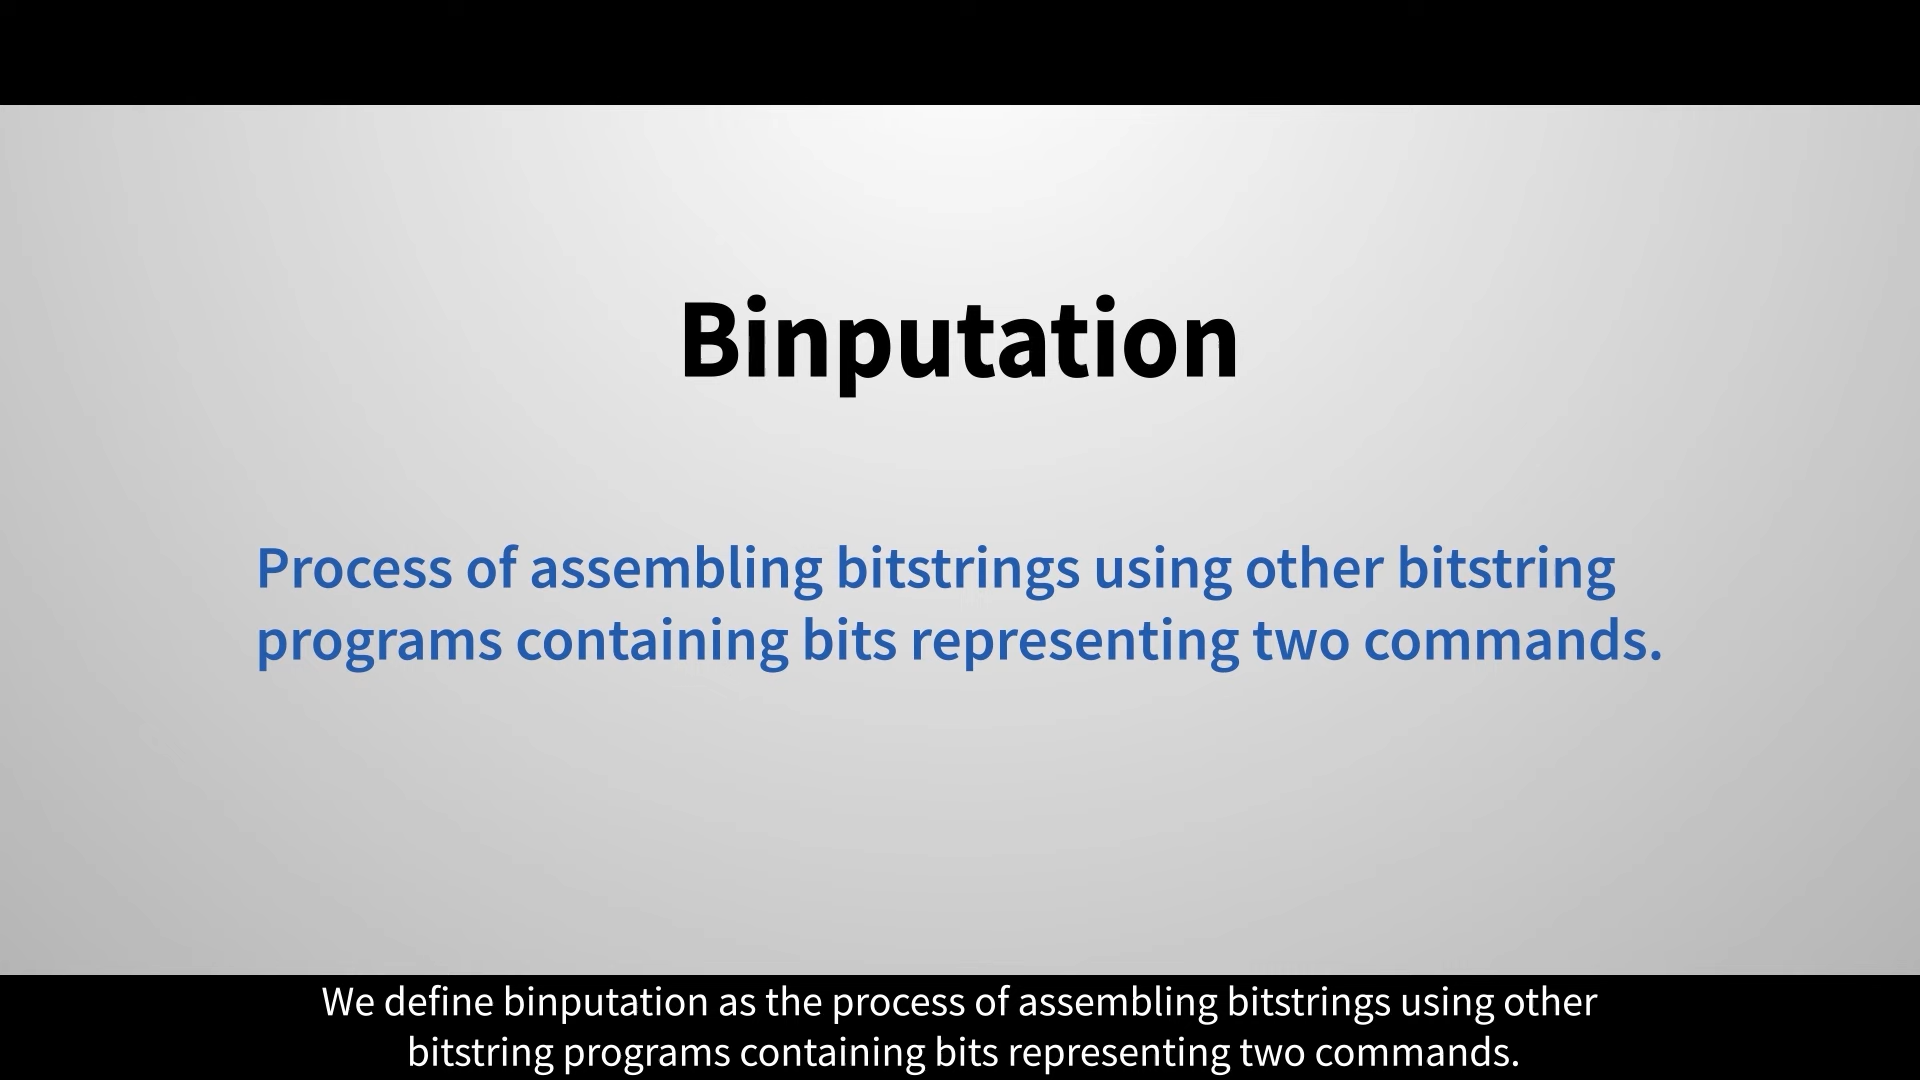 Binputation
Process of assembling bitstrings using other bitstring
programs containing bits representing two commands.
We define binputation as the process of assembling bitstrings using other
bitstring programs containing bits representing two commands.